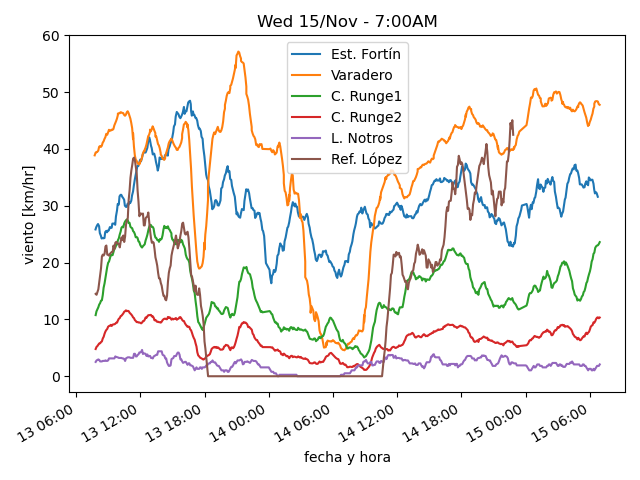 Wed 15/Nov - 7:00AM
Est. Fortín
Varadero
C. Runge1
C. Runge2
L. Notros
Ref. López
viento [km/hr]
60
50
40
30
20
10
0
13 06:00
13 12:00
13 18:00
14 00:00
14 06:00
14 12:00
14 18:00
15 00:00
15 06:00
fecha y hora